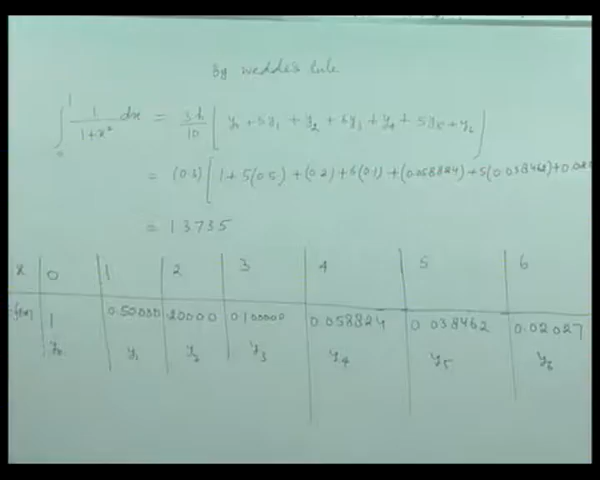 By weddle's rule
∫ 1 0 1/1+x² dx = 3h/10 [ y0 + 5y1 + y2 + 6y3 + y4 + 5y5 + y6 ]
= (0.3) [ 1 + 5(0.5) + (0.2) + 6(0.1) + (0.058824) + 5(0.038462) + 0.02
= 1 3735
x 0 1 2 3 4 5 6
f(x) 1 0.50000 20000 0.100000 0.058824 0.038462 0.02027
y0 y1 y2 y3 y4 y5 y6